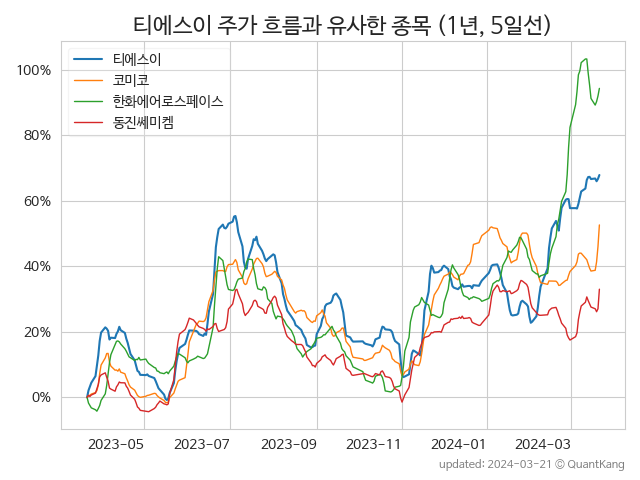 티에스이 주가 흐름과 유사한 종목 (1년, 5일선)
티에스이
코미코
한화에어로스페이스
동진쎄미켐
100%
80%
60%
40%
20%
0%
2023-05 2023-07 2023-09 2023-11 2024-01 2024-03
updated: 2024-03-21 © QuantKang